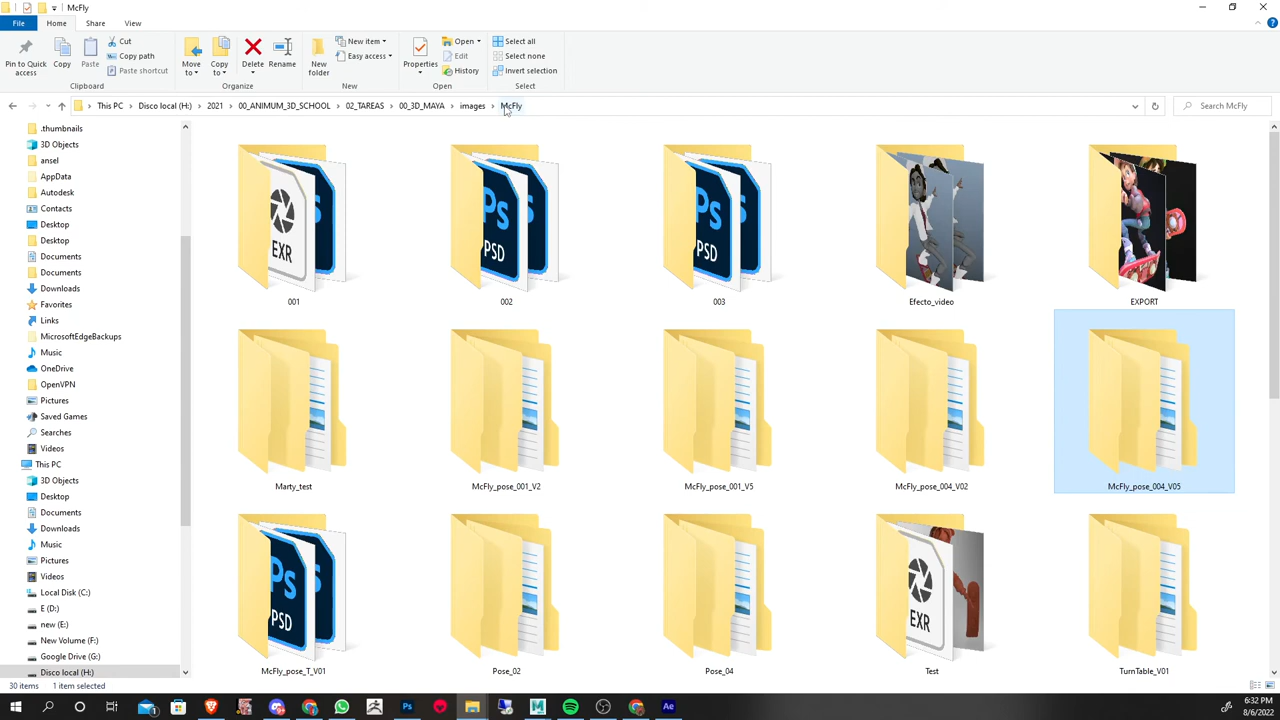 McFly
File Home Share View
Pin to Quick access
Copy
Paste
Cut
Copy path
Paste shortcut
Clipboard
Move to
Copy to
Delete
Rename
Organize
New folder
New item
Easy access
New
Properties
Open
Edit
History
Open
Select all
Select none
Invert selection
Select
This PC > Disco local (H:) > 2021 > 00_ANIMUM_3D_SCHOOL > 02_TAREAS > 00_3D_MAYA > images > McFly
Search McFly
.thumbnails
3D Objects
ansel
AppData
Autodesk
Contacts
Desktop
Desktop
Documents
Documents
Downloads
Favorites
Links
MicrosoftEdgeBackups
Music
OneDrive
OpenVPN
Pictures
Saved Games
Searches
Videos
This PC
3D Objects
Desktop
Documents
Downloads
Music
Pictures
Videos
Local Disk (C:)
E (D:)
new (E:)
New Volume (F:)
Google Drive (G:)
Disco local (H:)
EXR
Ps
PSD
Ps
PSD
001 002 003 Efecto_video EXPORT
Marty_test McFly_pose_001_V2 McFly_pose_001_V5 McFly_pose_004_V02 McFly_pose_004_V05
Ps
PSD
EXR
McFly_pose_T_V01 Pose_02 Pose_04 Test TurnTable_V01
30 items 1 item selected
Ps
M
Ae
6:32 PM
8/6/2022